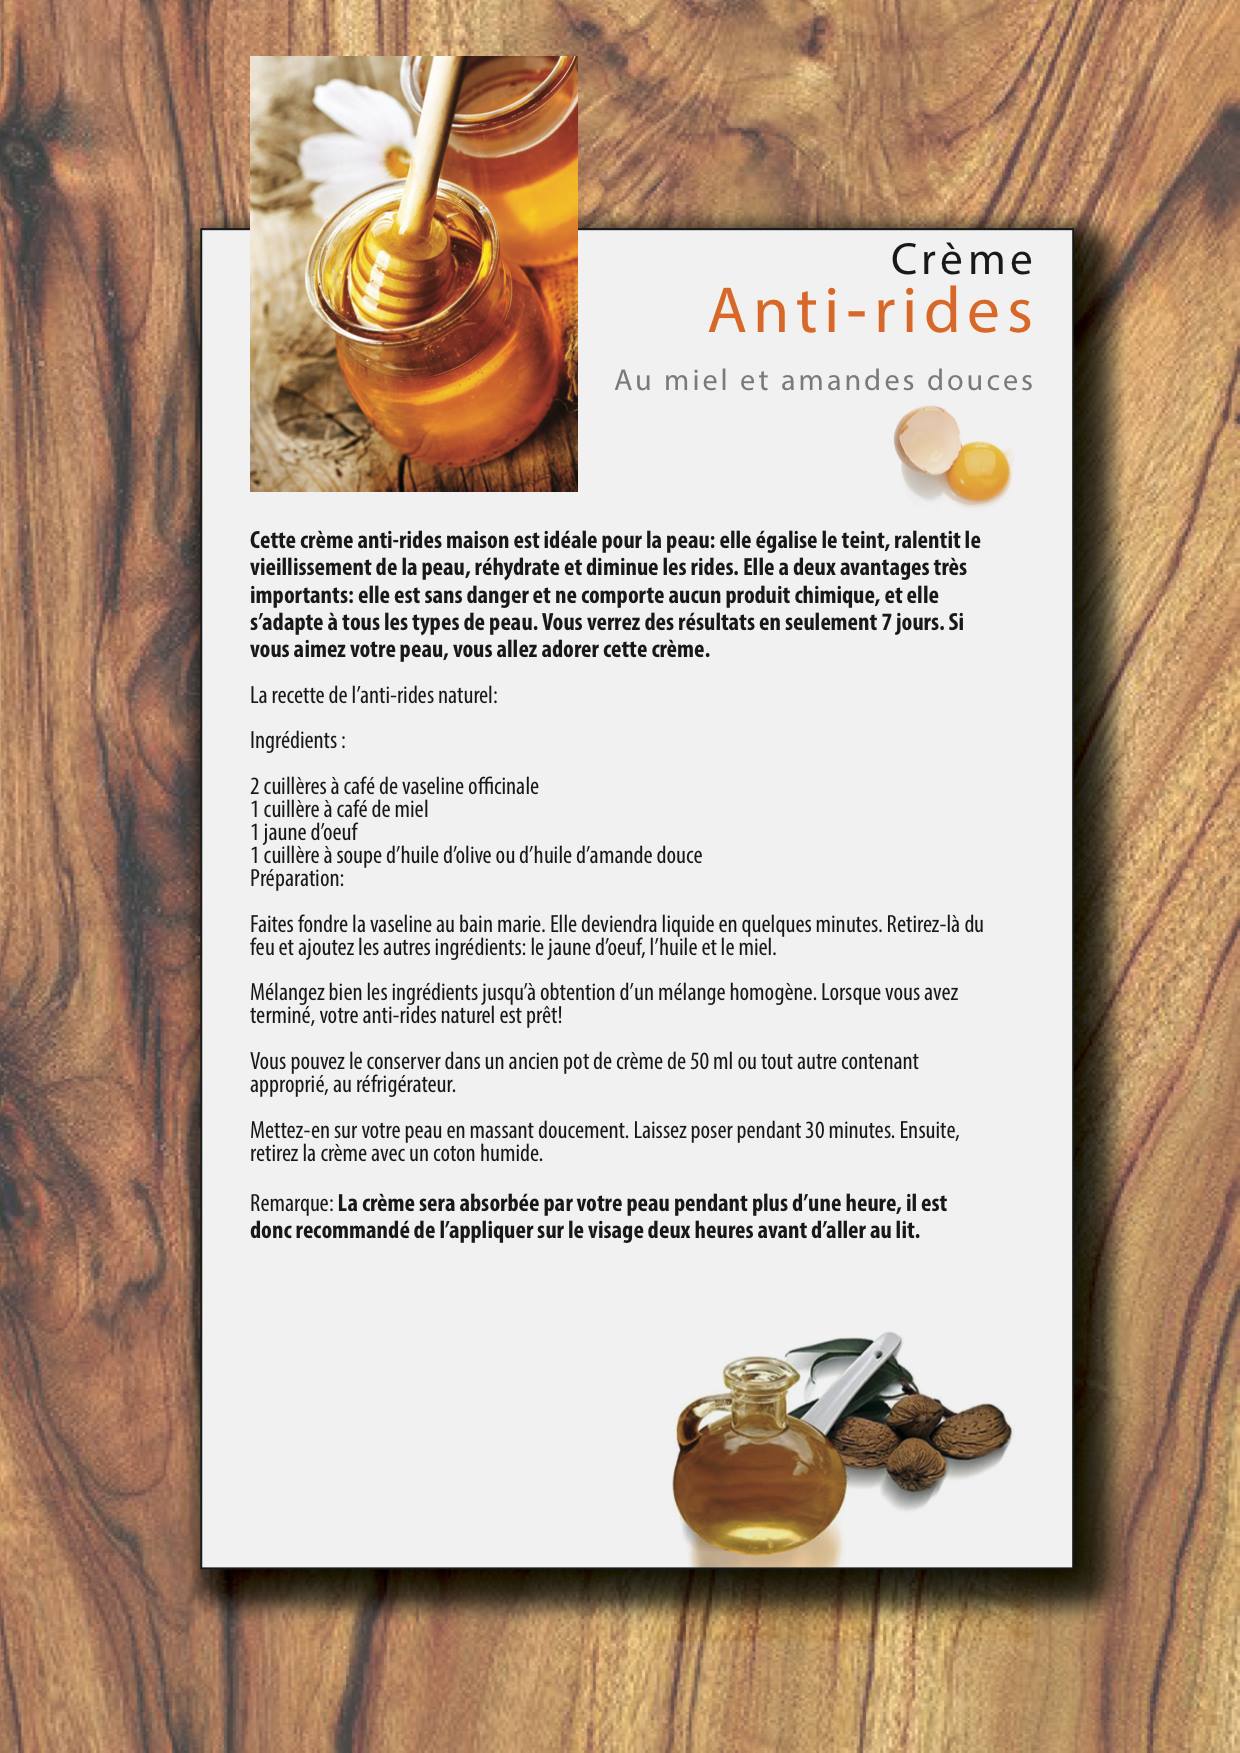 Crème
Anti-rides
Au miel et amandes douces
Cette crème anti-rides maison est idéale pour la peau: elle égalise le teint, ralentit le
vieillissement de la peau, réhydrate et diminue les rides. Elle a deux avantages très
importants: elle est sans danger et ne comporte aucun produit chimique, et elle
s’adapte à tous les types de peau. Vous verrez des résultats en seulement 7 jours. Si
vous aimez votre peau, vous allez adorer cette crème.
La recette de l’anti-rides naturel:
Ingrédients :
2 cuillères à café de vaseline officinale
1 cuillère à café de miel
1 jaune d’oeuf
1 cuillère à soupe d’huile d’olive ou d’huile d’amande douce
Préparation:
Faites fondre la vaseline au bain marie. Elle deviendra liquide en quelques minutes. Retirez-là du
feu et ajoutez les autres ingrédients: le jaune d’oeuf, l’huile et le miel.
Mélangez bien les ingrédients jusqu’à obtention d’un mélange homogène. Lorsque vous avez
terminé, votre anti-rides naturel est prêt!
Vous pouvez le conserver dans un ancien pot de crème de 50 ml ou tout autre contenant
approprié, au réfrigérateur.
Mettez-en sur votre peau en massant doucement. Laissez poser pendant 30 minutes. Ensuite,
retirez la crème avec un coton humide.
Remarque: La crème sera absorbée par votre peau pendant plus d’une heure, il est
donc recommandé de l’appliquer sur le visage deux heures avant d’aller au lit.